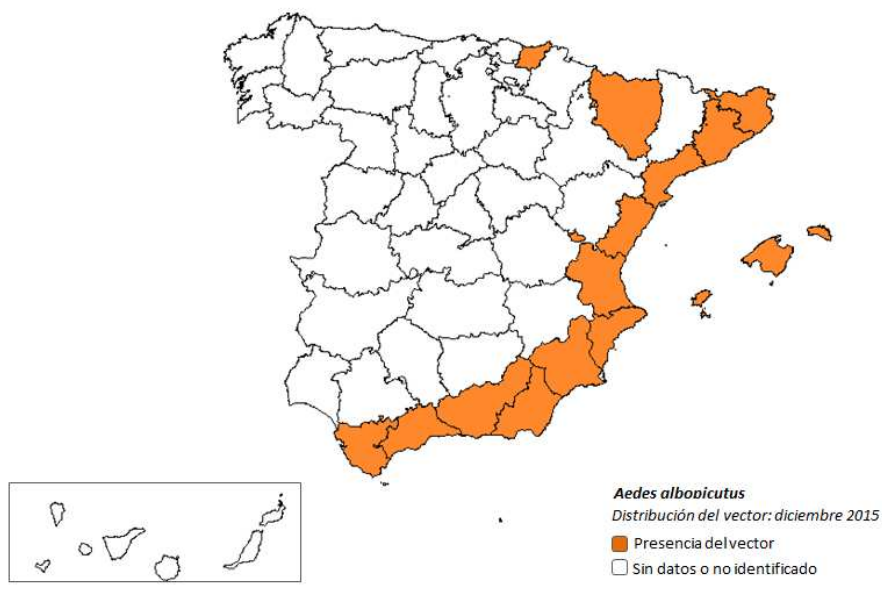 Aedes albopicutus
Distribución del vector: diciembre 2015
Presencia del vector
Sin datos o no identificado